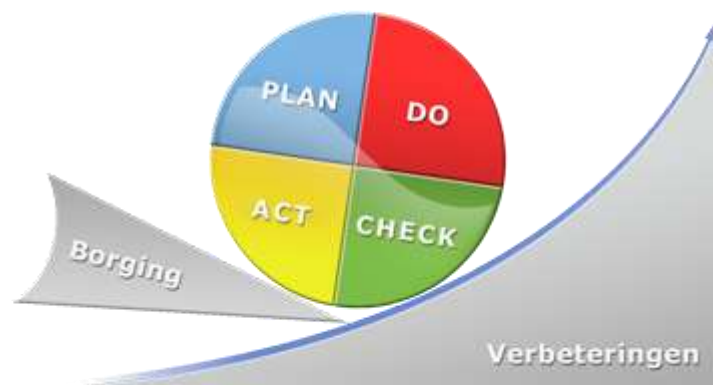 PLAN
DO
ACT
CHECK
Borging
Verbeteringen